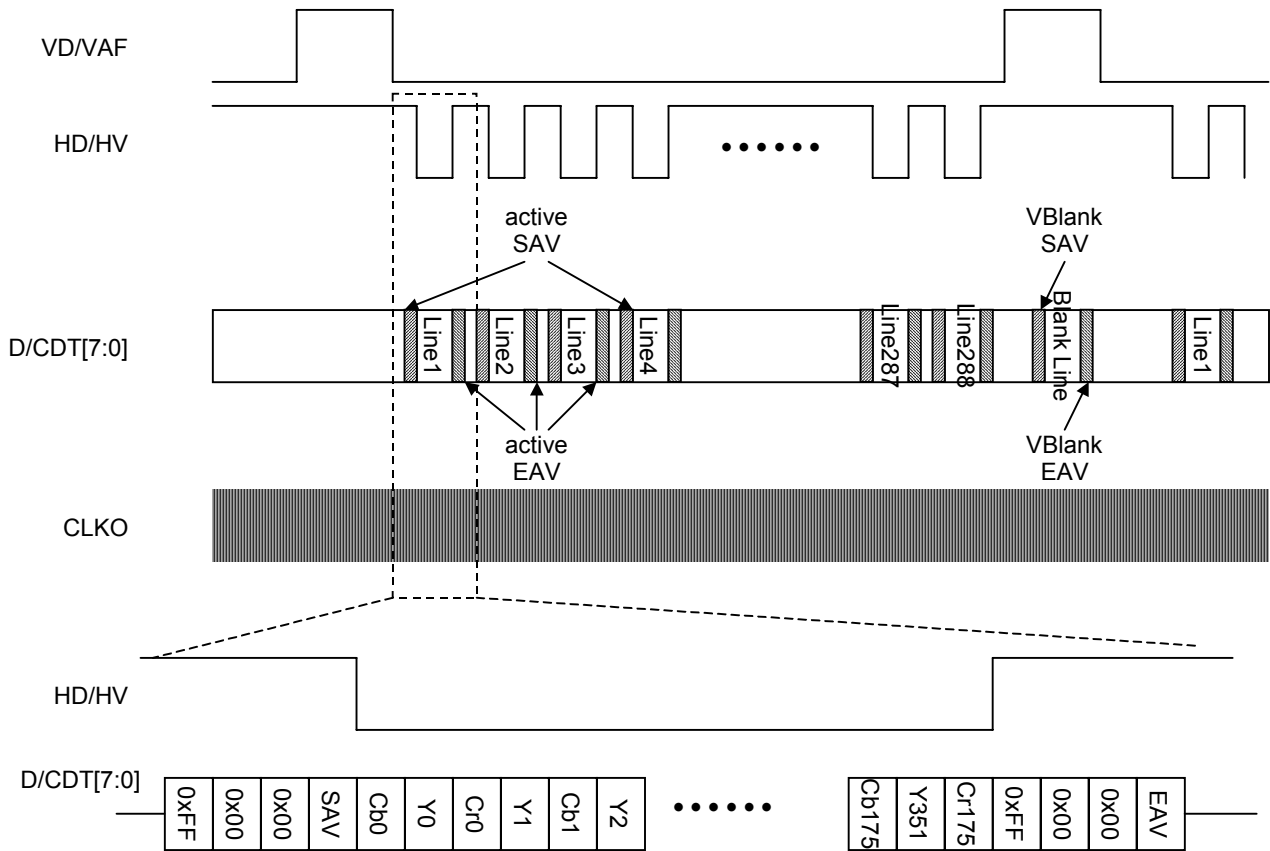 VD/VAF
HD/HV
active
SAV
VBlank
SAV
D/CDT[7:0]
Line1
Line2
Line3
Line4
Line287
Line288
Blank Line
Line1
active
EAV
VBlank
EAV
CLKO
HD/HV
D/CDT[7:0]
0xFF
0x00
0x00
SAV
Cb0
Y0
Cr0
Y1
Cb1
Y2
Cb175
Y351
Cr175
0xFF
0x00
0x00
EAV